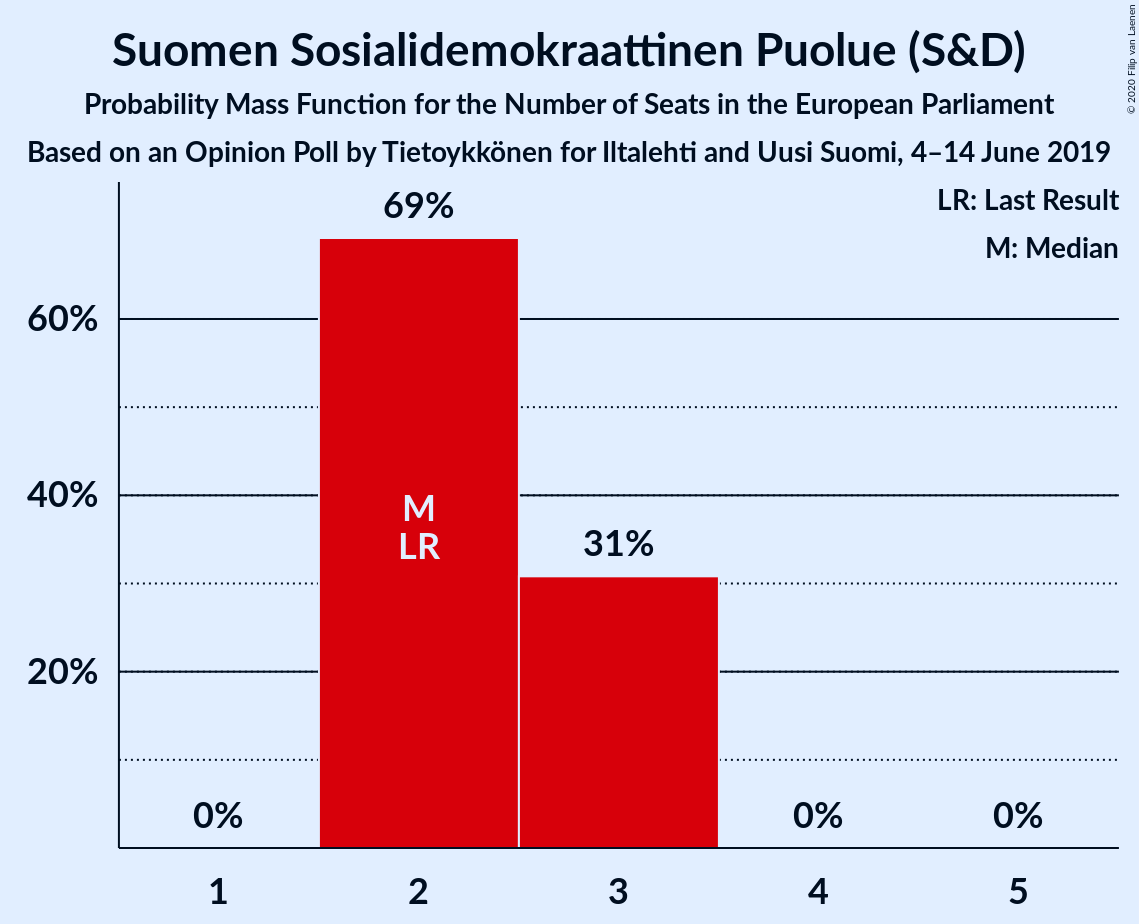 Suomen Sosialidemokraattinen Puolue (S&D)
Probability Mass Function for the Number of Seats in the European Parliament
Based on an Opinion Poll by Tietoykkönen for Iltalehti and Uusi Suomi, 4–14 June 2019
© 2020 Filip van Laenen
LR: Last Result
M: Median
69%
60%
40%
M
LR
31%
20%
0%
0%
0%
1
2
3
4
5